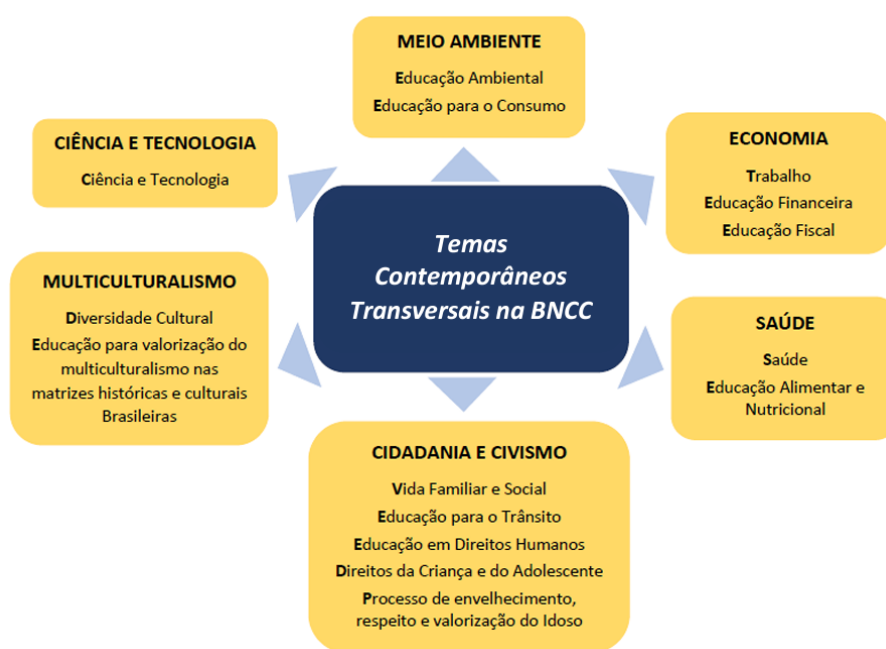 MEIO AMBIENTE
Educação Ambiental
Educação para o Consumo
CIÊNCIA E TECNOLOGIA
Ciência e Tecnologia
ECONOMIA
Trabalho
Educação Financeira
Educação Fiscal
Temas
Contemporâneos
Transversais na BNCC
MULTICULTURALISMO
Diversidade Cultural
Educação para valorização do
multiculturalismo nas
matrizes históricas e culturais
Brasileiras
SAÚDE
Saúde
Educação Alimentar e
Nutricional
CIDADANIA E CIVISMO
Vida Familiar e Social
Educação para o Trânsito
Educação em Direitos Humanos
Direitos da Criança e do Adolescente
Processo de envelhecimento,
respeito e valorização do Idoso